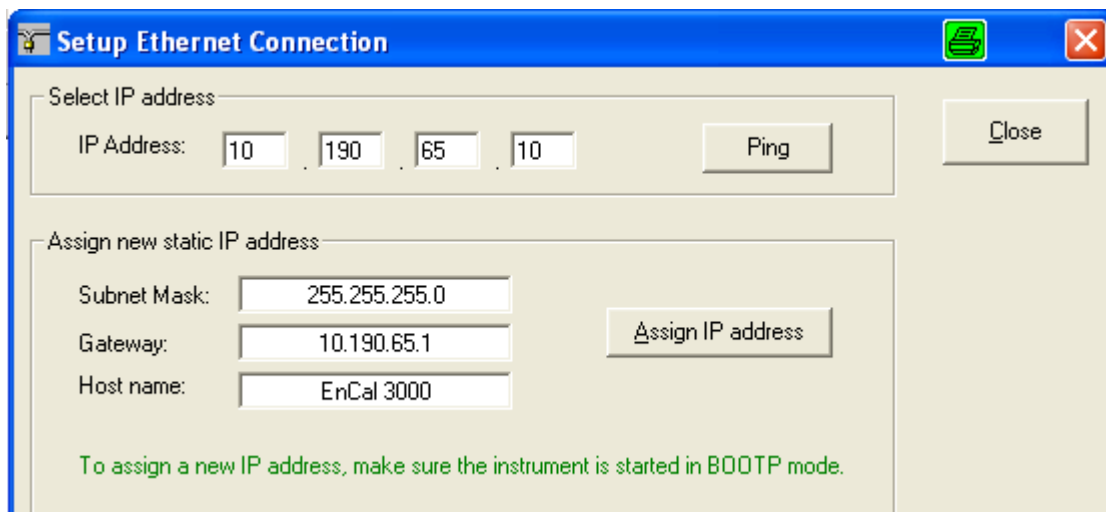 Setup Ethernet Connection
Select IP address
IP Address: 10 . 190 . 65 . 10 Ping
Close
Assign new static IP address
Subnet Mask: 255.255.255.0
Gateway: 10.190.65.1
Assign IP address
Host name: EnCal 3000
To assign a new IP address, make sure the instrument is started in BOOTP mode.